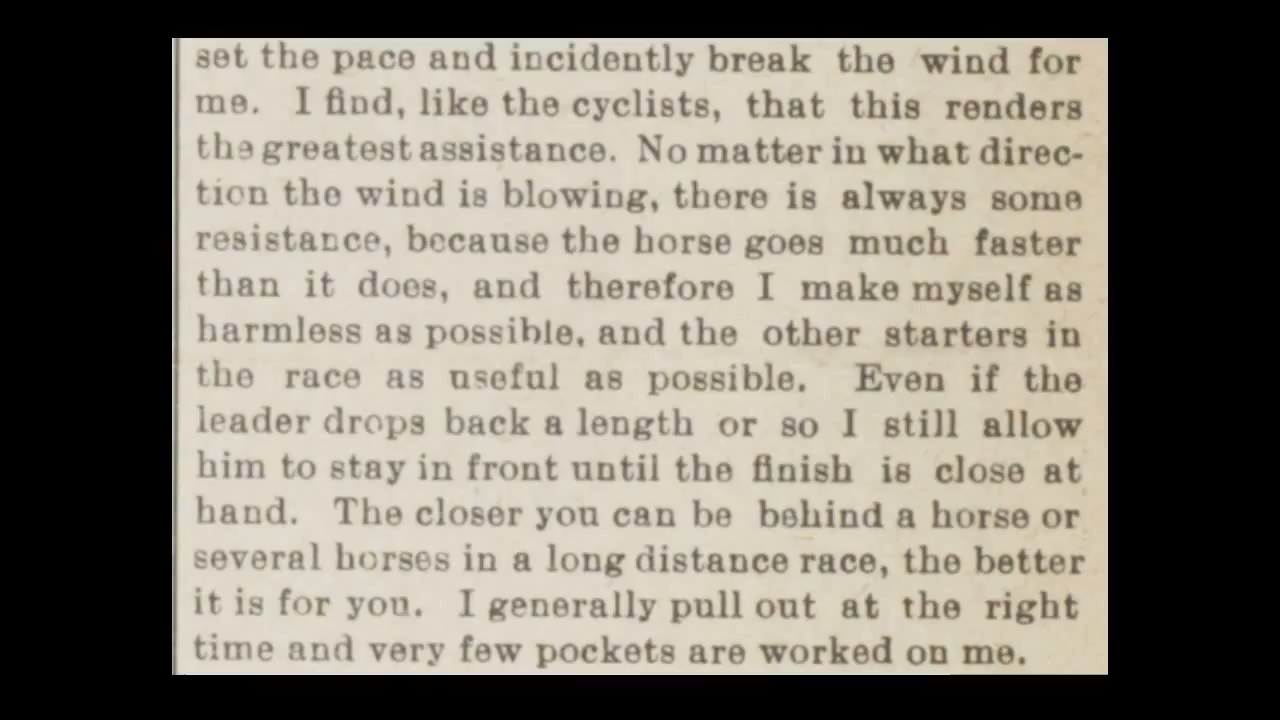 set the pace and incidently break the wind for
me. I find, like the cyclists, that this renders
the greatest assistance. No matter in what direc-
tion the wind is blowing, there is always some
resistance, because the horse goes much faster
than it does, and therefore I make myself as
harmless as possible, and the other starters in
the race as useful as possible. Even if the
leader drops back a length or so I still allow
him to stay in front until the finish is close at
hand. The closer you can be behind a horse or
several horses in a long distance race, the better
it is for you. I generally pull out at the right
time and very few pockets are worked on me.